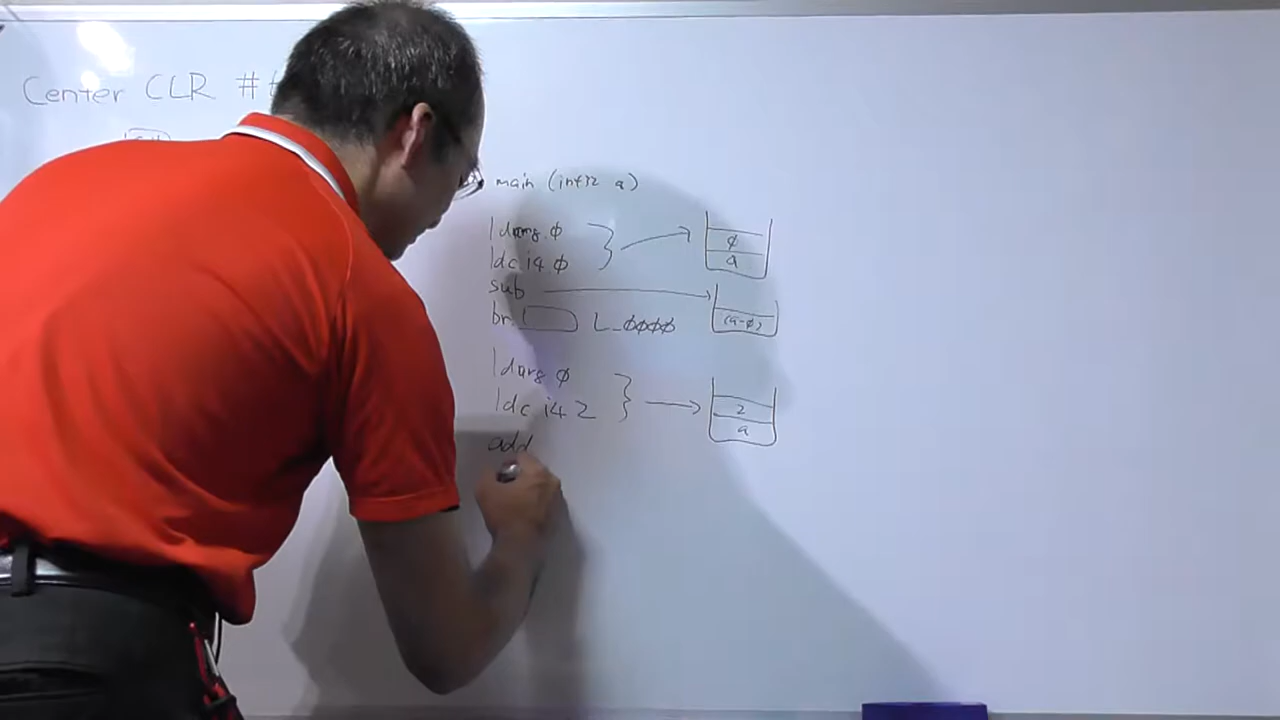 Center CLR #
main (int32 a)
ldarg.φ
ldc.i4.φ
φ
a
sub
(a-φ)
br. L_φφφφ
ldarg φ
ldc i4 2
2
a
add